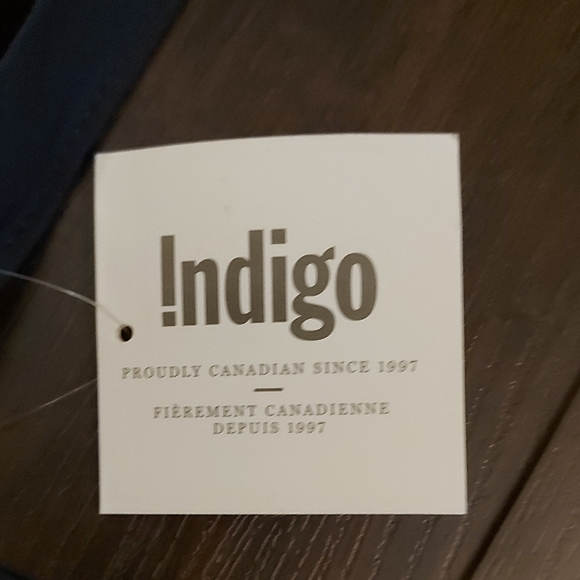 !ndigo
PROUDLY CANADIAN SINCE 1997
FIÈREMENT CANADIENNE
DEPUIS 1997